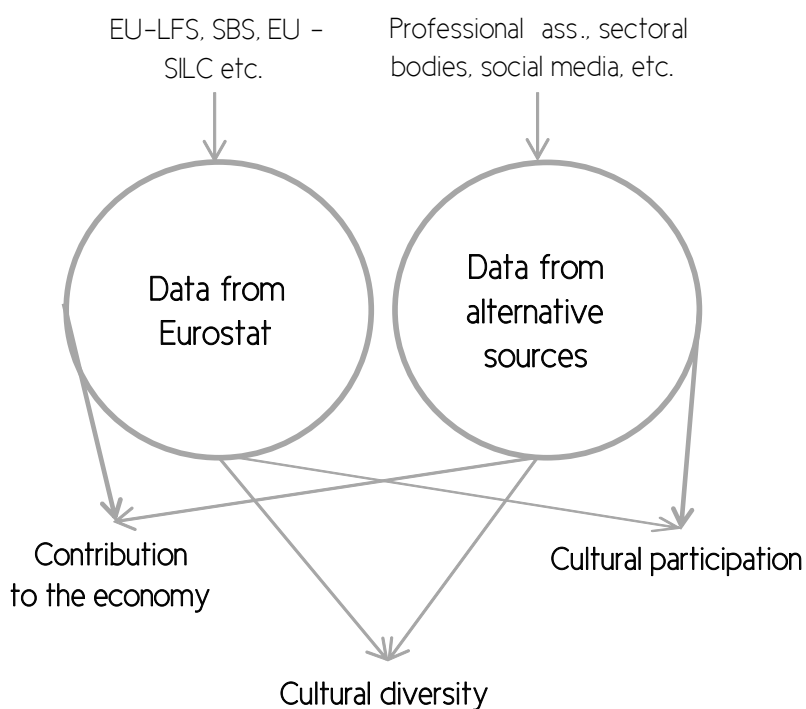 EU-LFS, SBS, EU -
SILC etc.
Professional ass., sectoral
bodies, social media, etc.
Data from
Eurostat
Data from
alternative
sources
Contribution
to the economy
Cultural participation
Cultural diversity